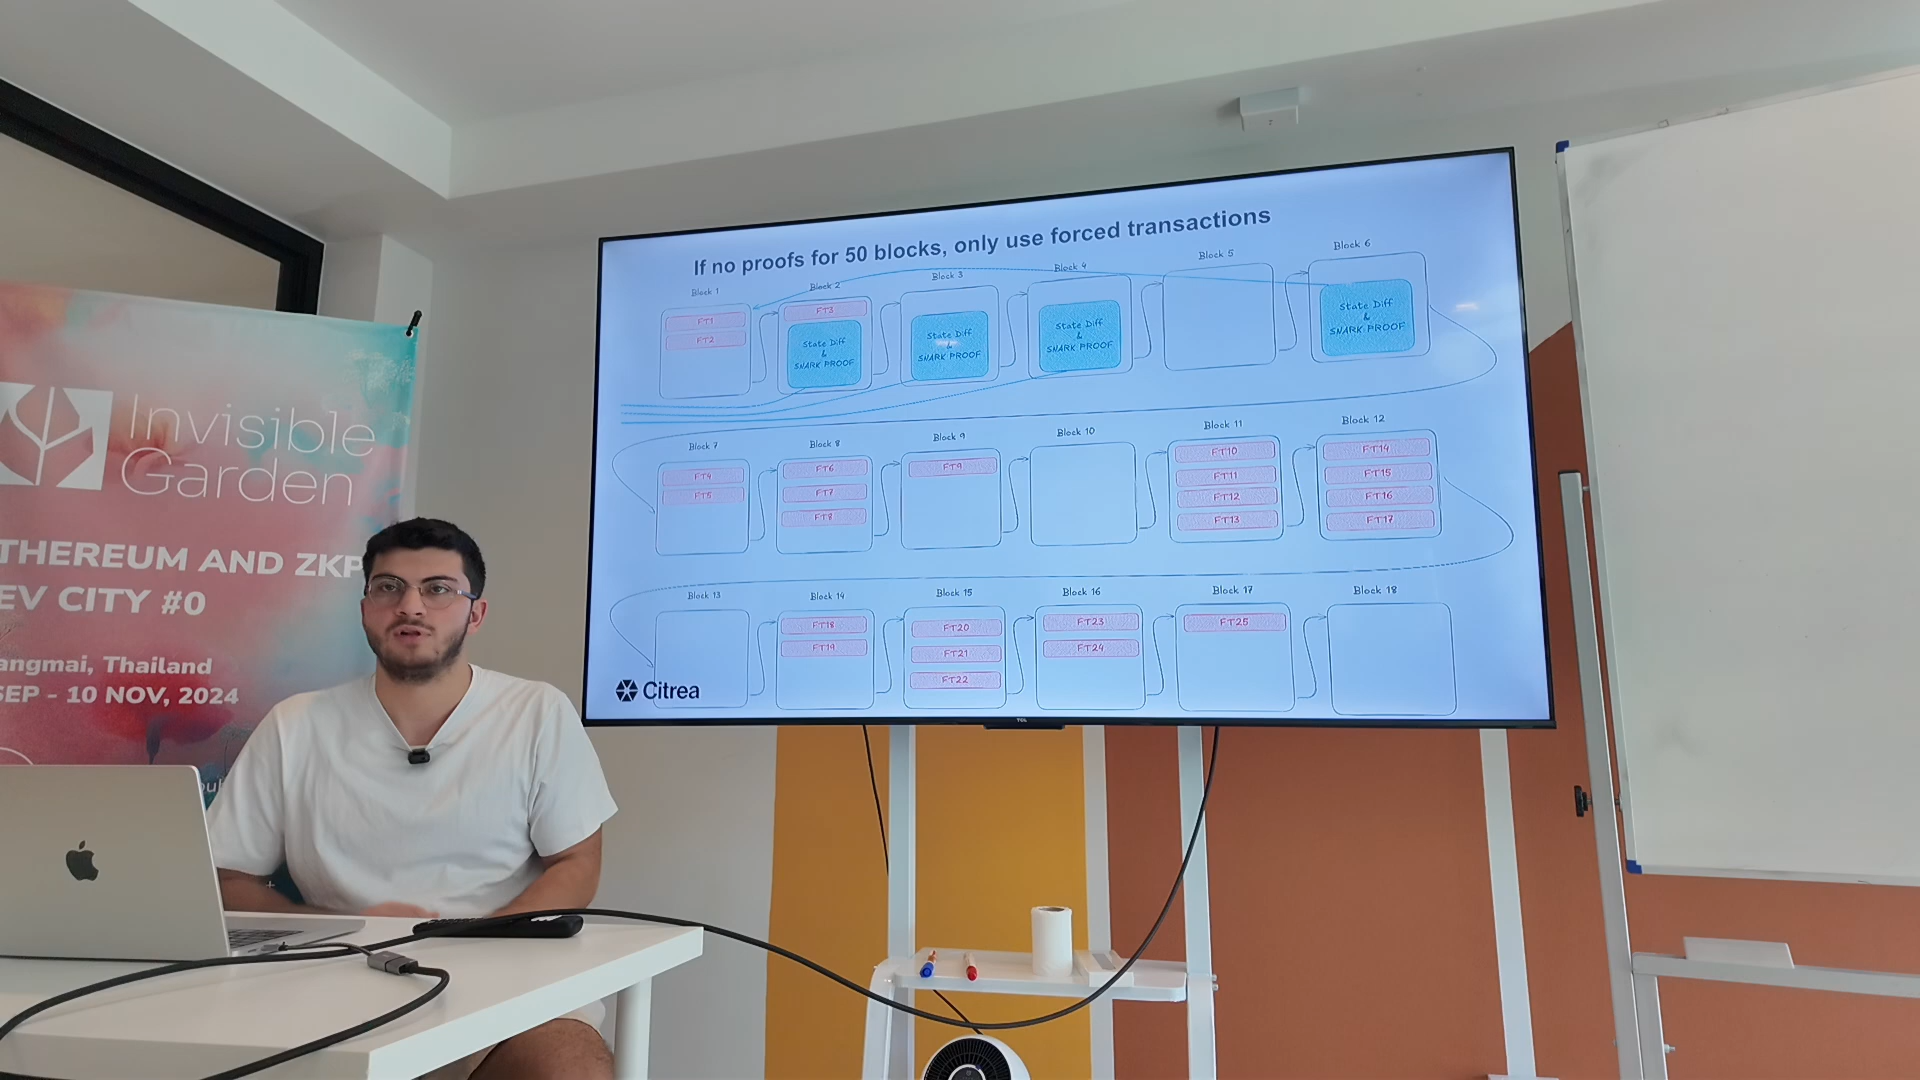 If no proofs for 50 blocks, only use forced transactions
Block 1
Block 2
Block 3
Block 4
Block 5
Block 6
FT1
FT2
FT3
State Diff
&
SNARK PROOF
State Diff
&
SNARK PROOF
State Diff
&
SNARK PROOF
State Diff
&
SNARK PROOF
Block 7
Block 8
Block 9
Block 10
Block 11
Block 12
FT4
FT5
FT6
FT7
FT8
FT9
FT10
FT11
FT12
FT13
FT14
FT15
FT16
FT17
Block 13
Block 14
Block 15
Block 16
Block 17
Block 18
FT18
FT19
FT20
FT21
FT22
FT23
FT24
FT25
Citrea
TCL
Invisible
Garden
THEREUM AND ZKP
EV CITY #0
angmai, Thailand
SEP - 10 NOV, 2024